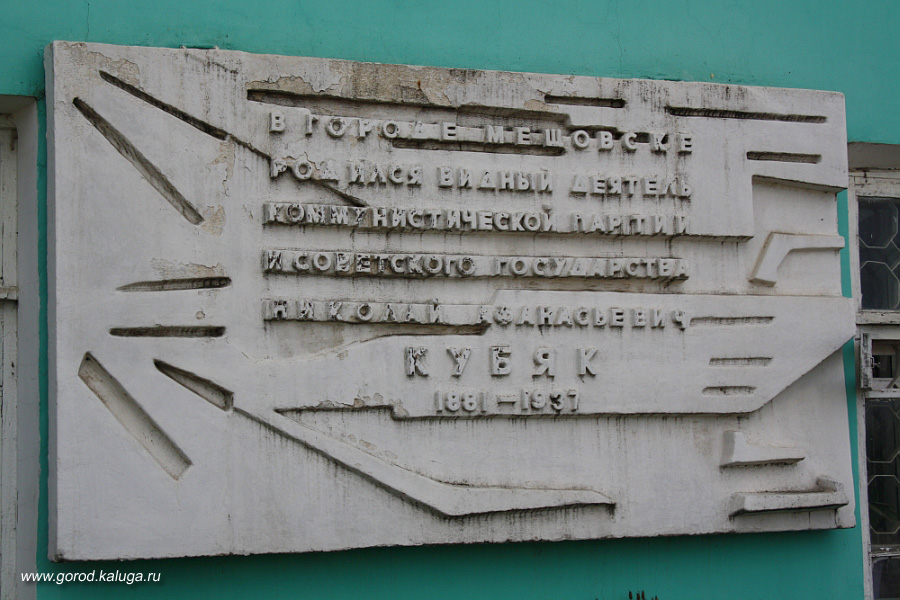 В ГОРОДЕ МЕЩОВСКЕ
РОДИЛСЯ ВИДНЫЙ ДЕЯТЕЛЬ
КОММУНИСТИЧЕСКОЙ ПАРТИИ
И СОВЕТСКОГО ГОСУДАРСТВА
НИКОЛАЙ АФАНАСЬЕВИЧ
КУБЯК
1881 — 1937
www.gorod.kaluga.ru